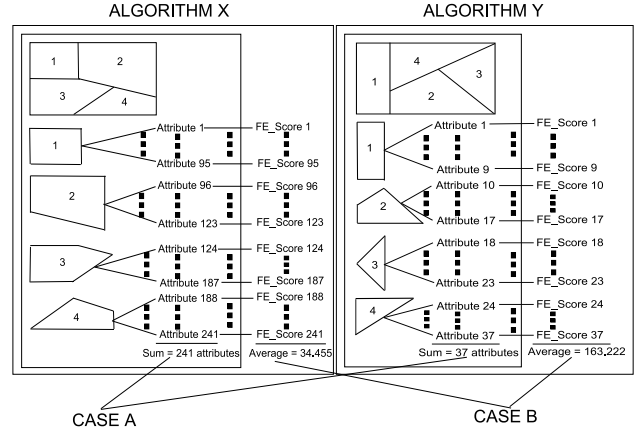 ALGORITHM X
1
2
3
4
1
Attribute 1
FE_Score 1
Attribute 95
FE_Score 95
2
Attribute 96
FE_Score 96
Attribute 123
FE_Score 123
3
Attribute 124
FE_Score 124
Attribute 187
FE_Score 187
4
Attribute 188
FE_Score 188
Attribute 241
FE_Score 241
Sum = 241 attributes
Average = 34.455
ALGORITHM Y
4
1
3
2
1
Attribute 1
FE_Score 1
Attribute 9
FE_Score 9
2
Attribute 10
FE_Score 10
Attribute 17
FE_Score 17
3
Attribute 18
FE_Score 18
Attribute 23
FE_Score 23
4
Attribute 24
FE_Score 24
Attribute 37
FE_Score 37
Sum = 37 attributes
Average = 163.222
CASE A
CASE B